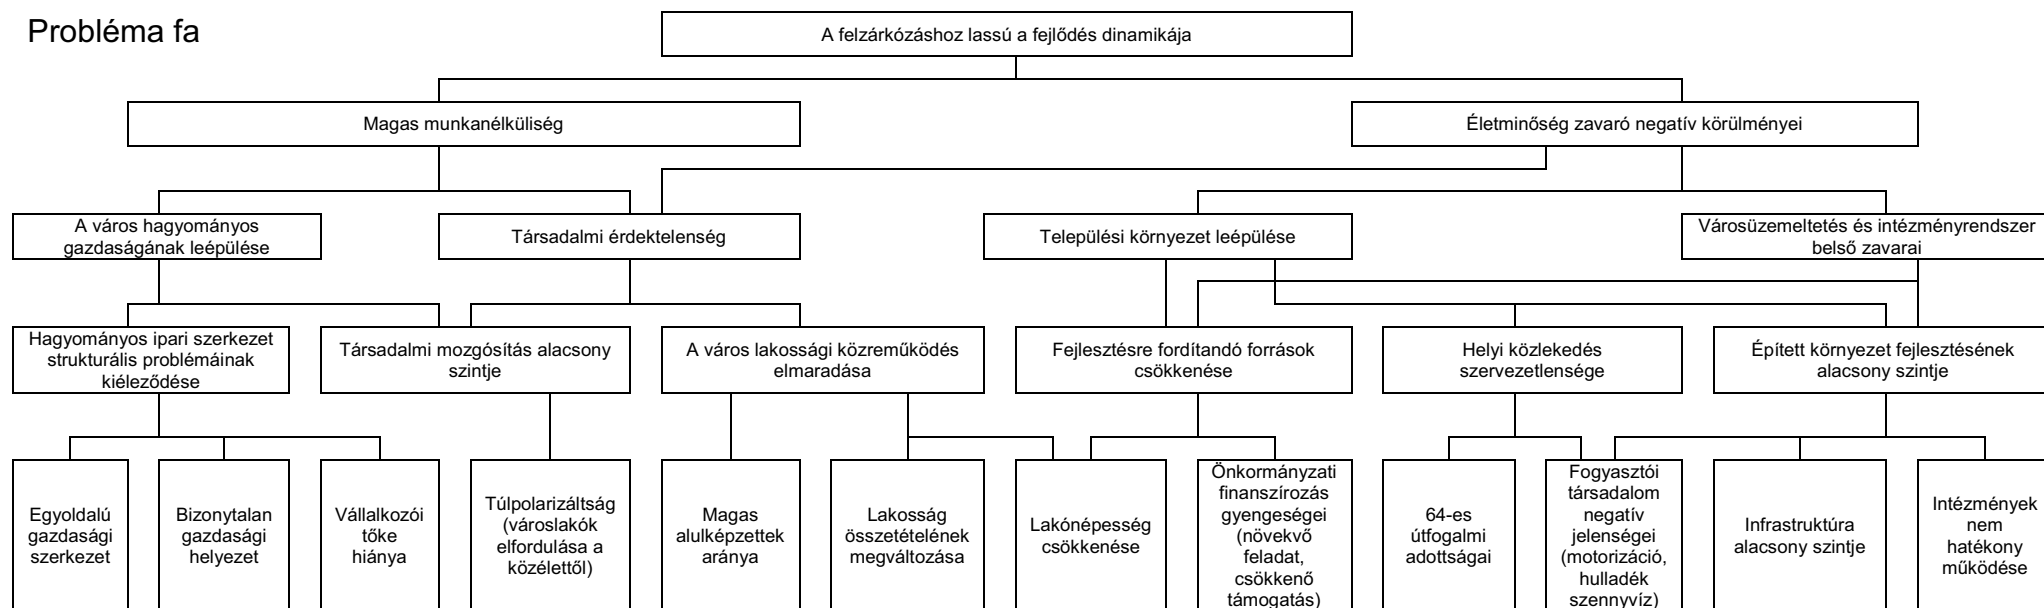 Probléma fa
A felzárkózáshoz lassú a fejlődés dinamikája
Magas munkanélküliség
Életminőség zavaró negatív körülményei
A város hagyományos
gazdaságának leépülése
Társadalmi érdektelenség
Települési környezet leépülése
Városüzemeltetés és intézményrendszer
belső zavarai
Hagyományos ipari szerkezet
strukturális problémáinak
kiéleződése
Társadalmi mozgósítás alacsony
szintje
A város lakossági közreműködés
elmaradása
Fejlesztésre fordítandó források
csökkenése
Helyi közlekedés
szervezetlensége
Épített környezet fejlesztésének
alacsony szintje
Egyoldalú
gazdasági
szerkezet
Bizonytalan
gazdasági
helyezet
Vállalkozói
tőke
hiánya
Túlpolarizáltság
(városlakók
elfordulása a
közélettől)
Magas
alulképzettek
aránya
Lakosság
összetételének
megváltozása
Lakónépesség
csökkenése
Önkormányzati
finanszírozás
gyengeségei
(növekvő
feladat,
csökkenő
támogatás)
64-es
útfogalmi
adottságai
Fogyasztói
társadalom
negatív
jelenségei
(motorizáció,
hulladék
szennyvíz)
Infrastruktúra
alacsony szintje
Intézmények
nem
hatékony
működése